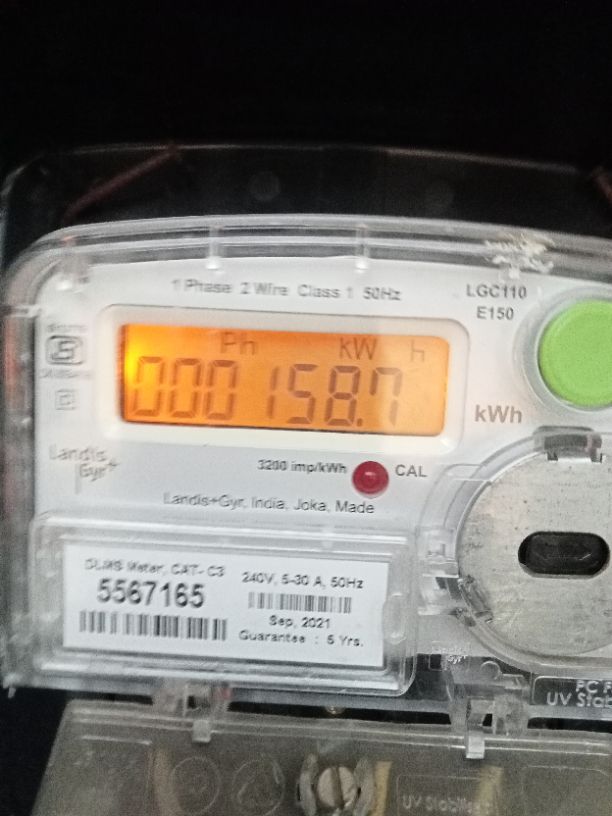 1 Phase 2 Wire Class 1 50Hz
LGC110
E150
Ph kW h
000158.7
kWh
Landis
Gyr+
3200 imp/kWh
CAL
Landis+Gyr, India, Joka, Made
DLMS Meter, CAT- C3
5567165
240V, 5-30 A, 50Hz
Sep, 2021
Guarantee : 5 Yrs.
UV Stab